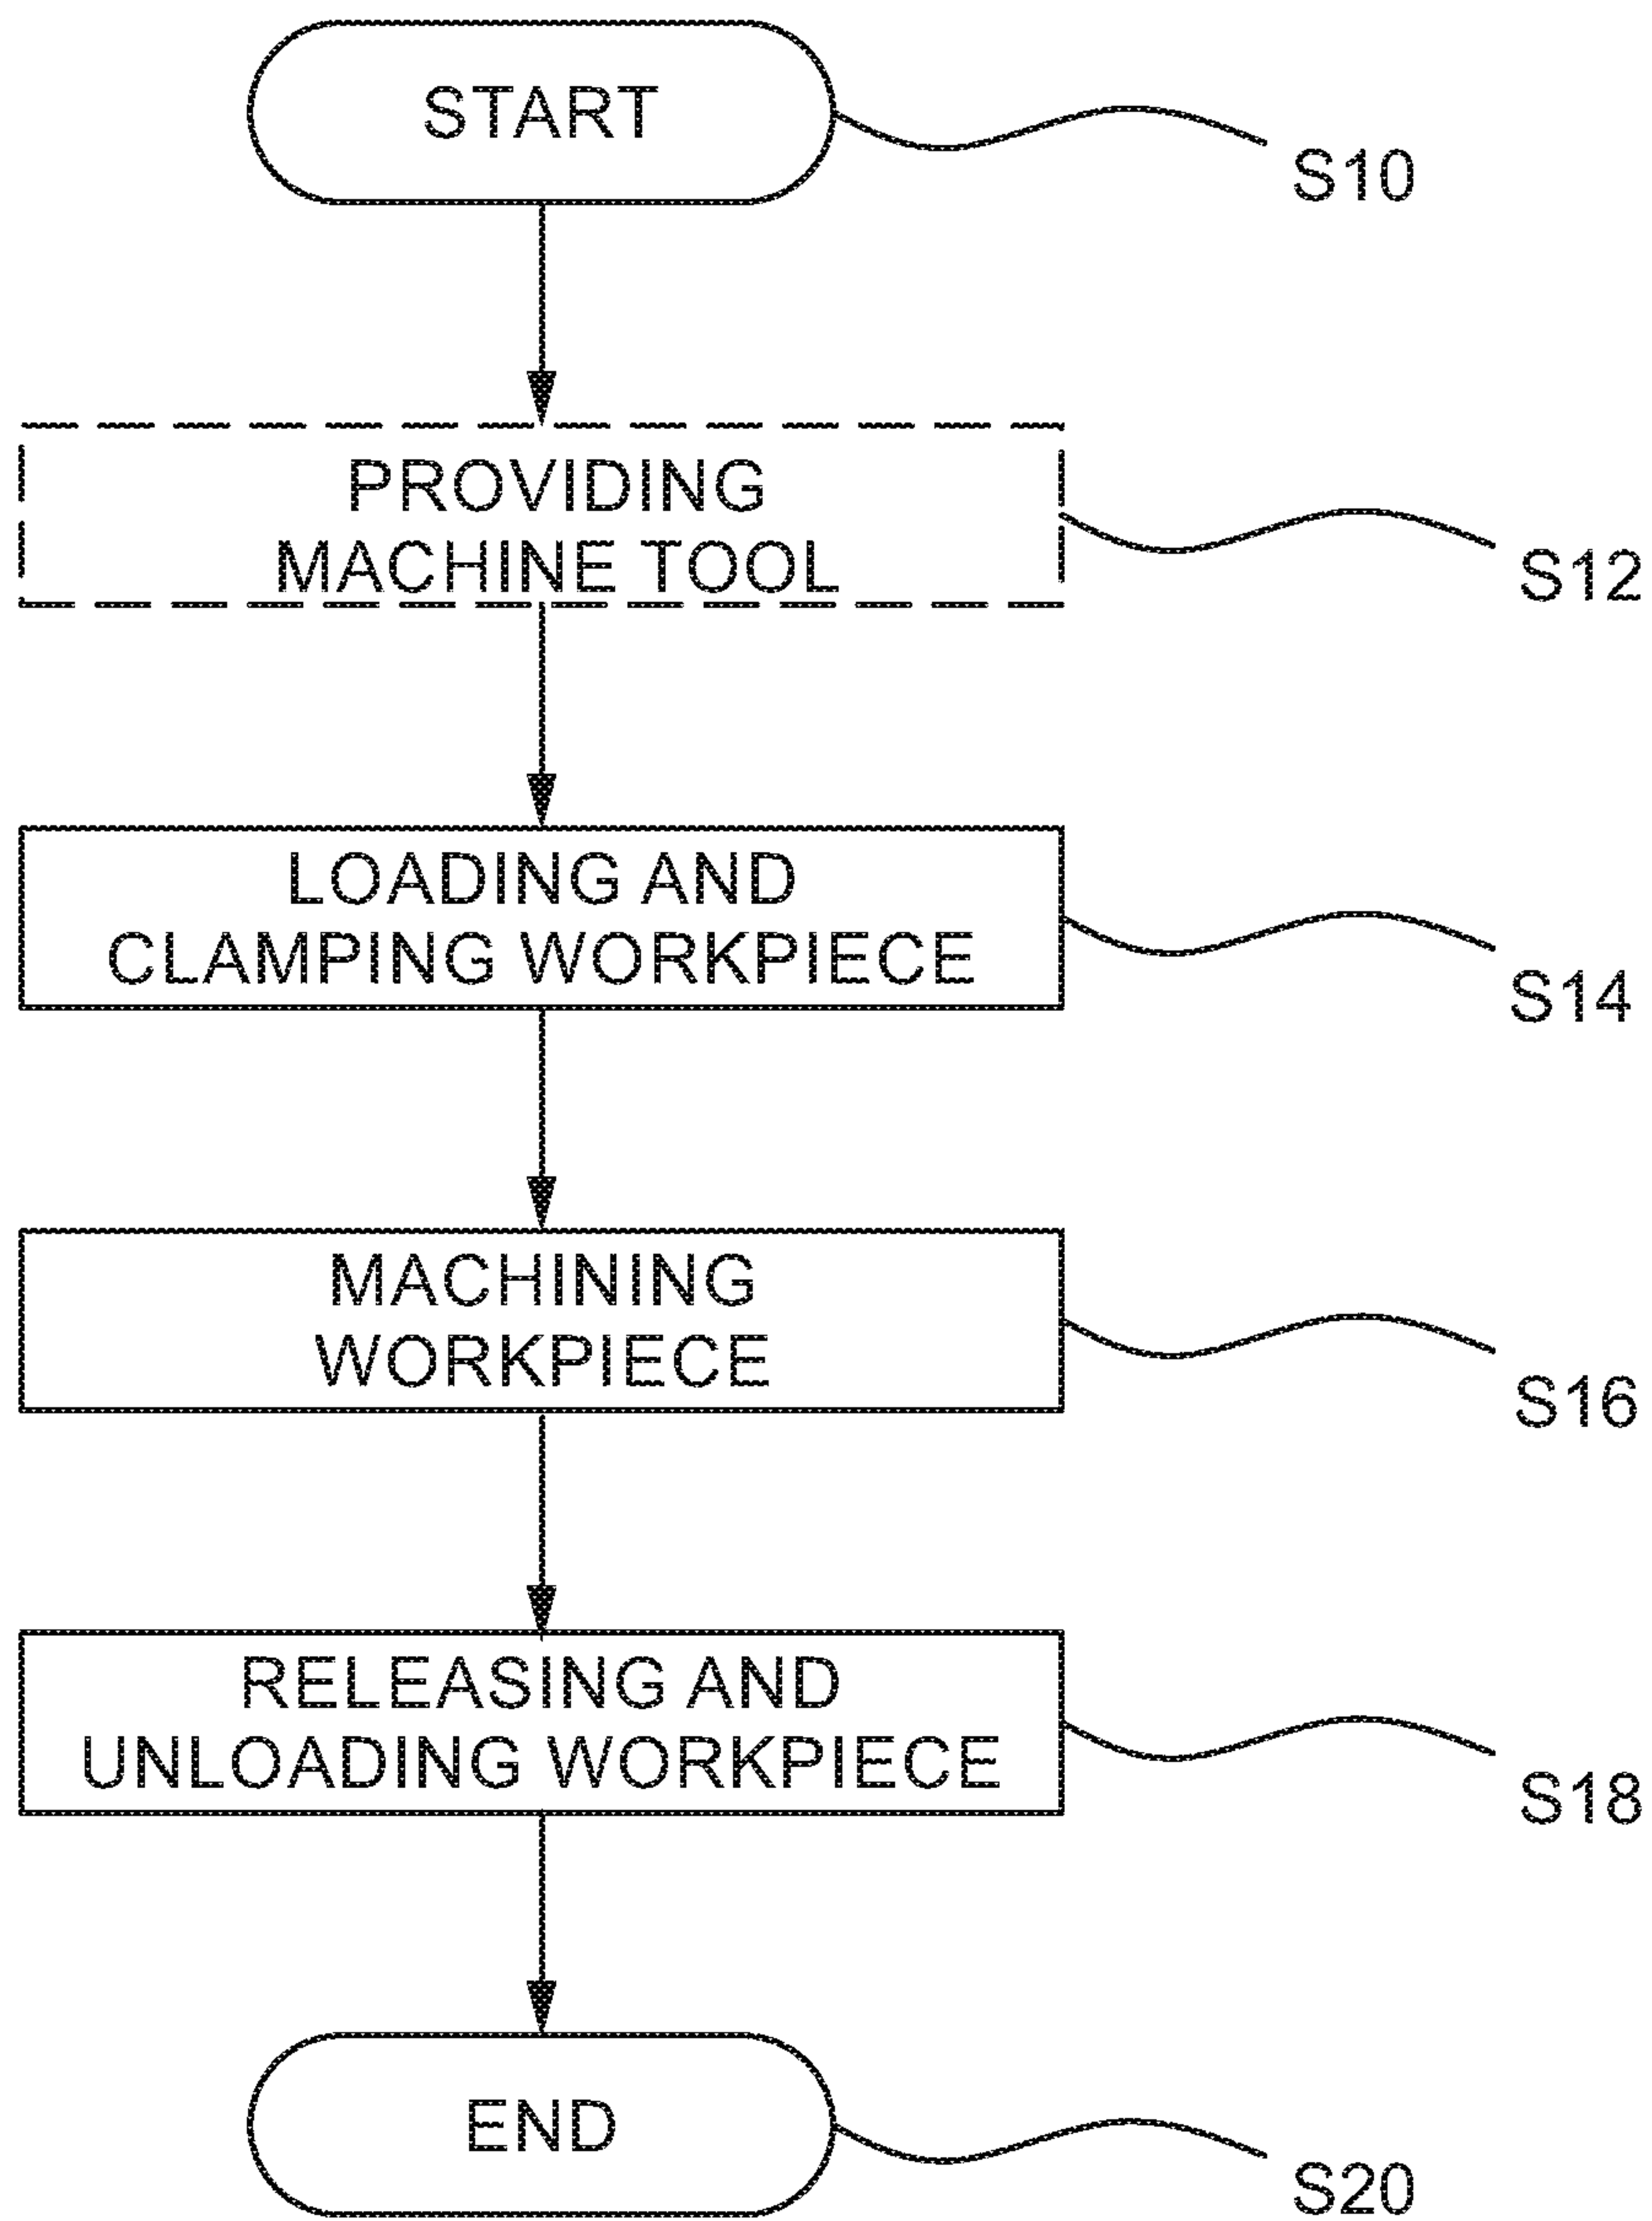 START
S10
PROVIDING
MACHINE TOOL
S12
LOADING AND
CLAMPING WORKPIECE
S14
MACHINING
WORKPIECE
S16
RELEASING AND
UNLOADING WORKPIECE
S18
END
S20